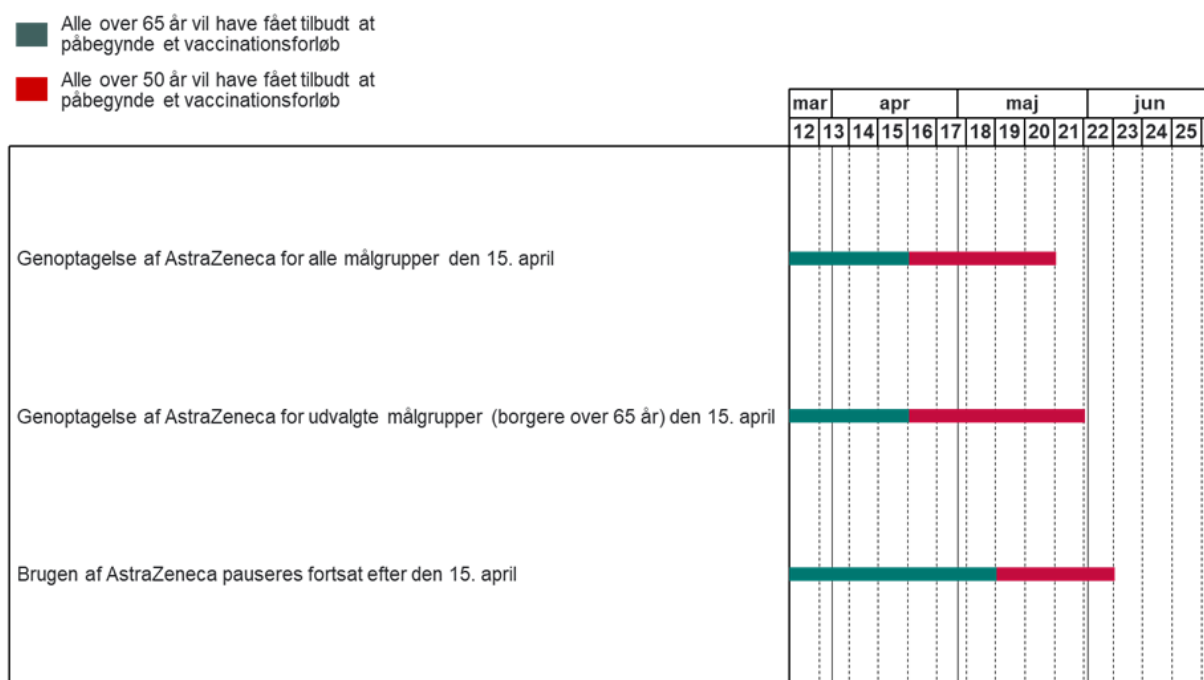 Alle over 65 år vil have fået tilbudt at
påbegynde et vaccinationsforløb
Alle over 50 år vil have fået tilbudt at
påbegynde et vaccinationsforløb
mar apr maj jun
12 13 14 15 16 17 18 19 20 21 22 23 24 25
Genoptagelse af AstraZeneca for alle målgrupper den 15. april
Genoptagelse af AstraZeneca for udvalgte målgrupper (borgere over 65 år) den 15. april
Brugen af AstraZeneca pauseres fortsat efter den 15. april